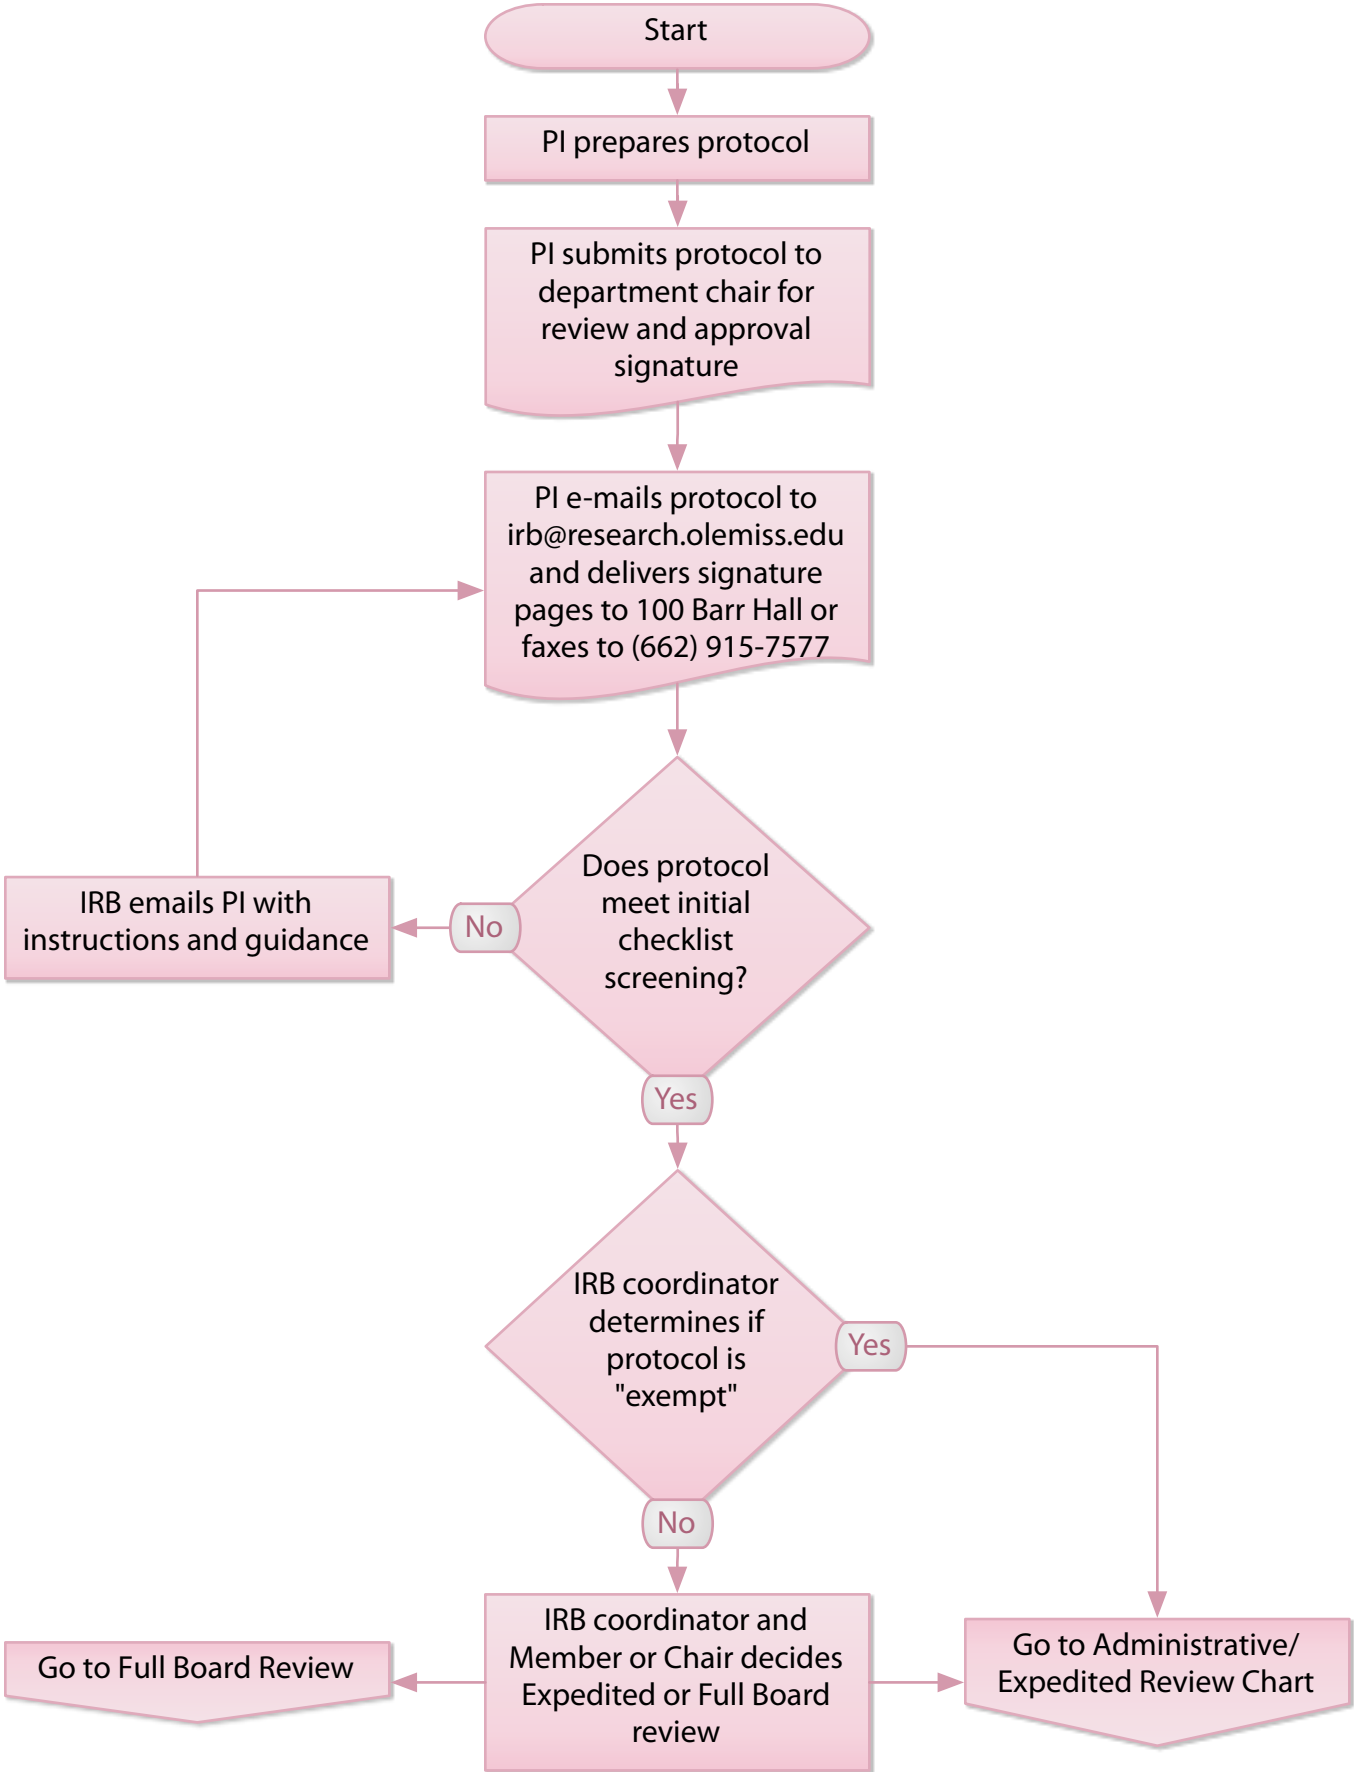 Start
PI prepares protocol
PI submits protocol to
department chair for
review and approval
signature
PI e-mails protocol to
irb@research.olemiss.edu
and delivers signature
pages to 100 Barr Hall or
faxes to (662) 915-7577
Does protocol
meet initial
checklist
screening?
No
IRB emails PI with
instructions and guidance
Yes
IRB coordinator
determines if
protocol is
"exempt"
Yes
No
IRB coordinator and
Member or Chair decides
Expedited or Full Board
review
Go to Full Board Review
Go to Administrative/
Expedited Review Chart